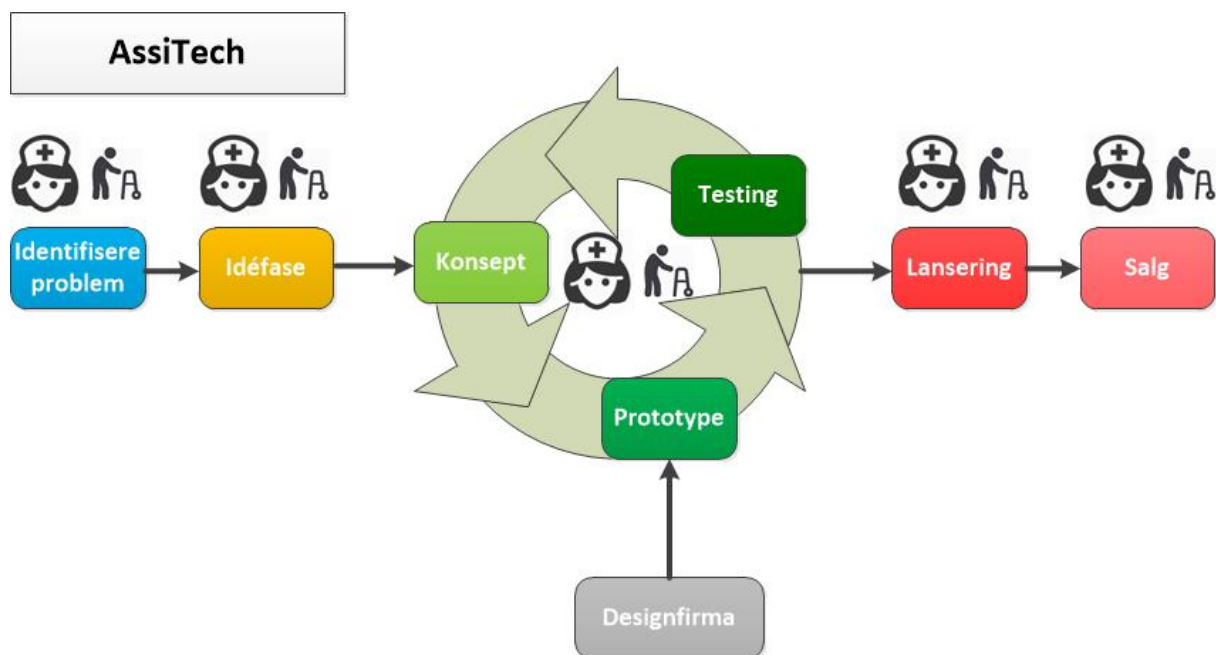 AssiTech
Identifisere
problem
Idéfase
Konsept
Testing
Prototype
Lansering
Salg
Designfirma